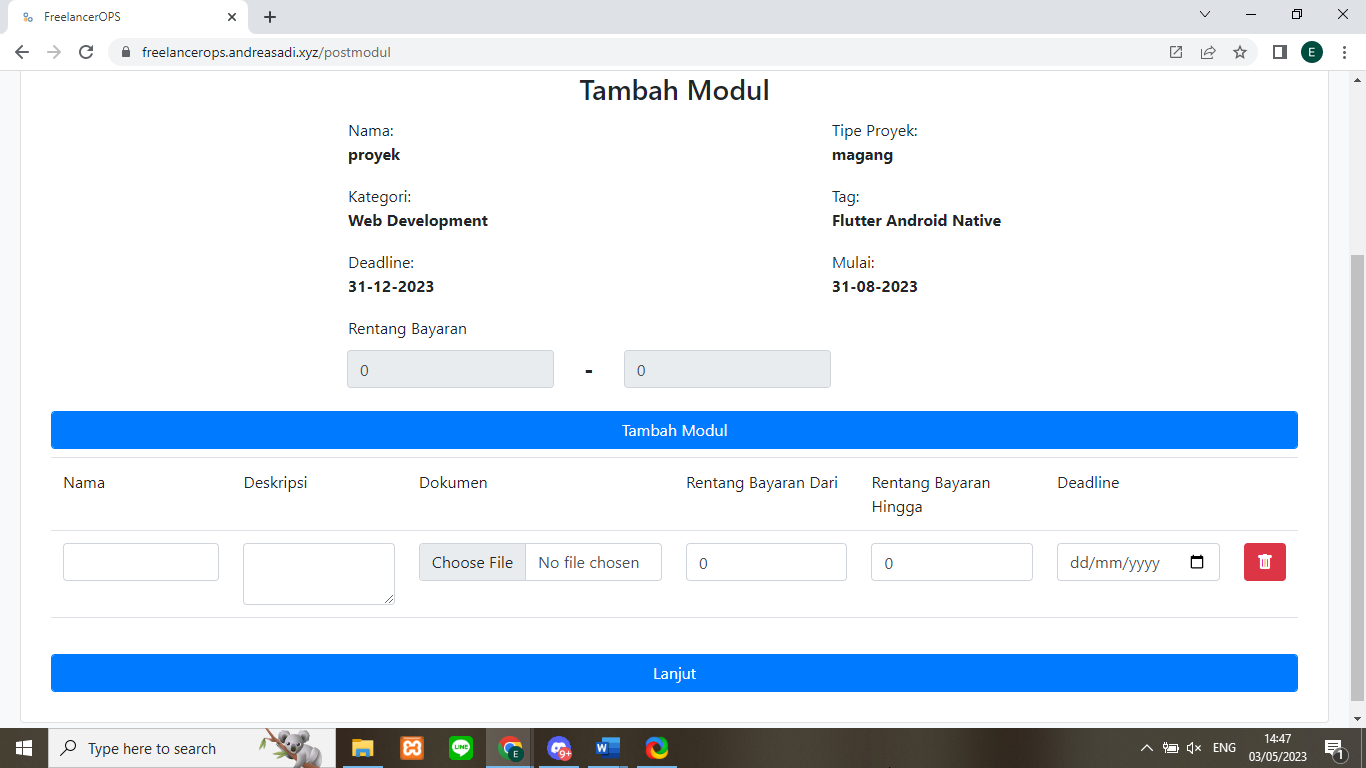 FreelancerOPS
freelancerops.andreasadi.xyz/postmodul
E
Tambah Modul
Nama:
proyek
Tipe Proyek:
magang
Kategori:
Web Development
Tag:
Flutter Android Native
Deadline:
31-12-2023
Mulai:
31-08-2023
Rentang Bayaran
0 - 0
Tambah Modul
Nama Deskripsi Dokumen Rentang Bayaran Dari Rentang Bayaran Hingga Deadline
Choose File No file chosen 0 0 dd/mm/yyyy
Lanjut
Type here to search
LINE
E
9+
W
ENG
14:47
03/05/2023
1